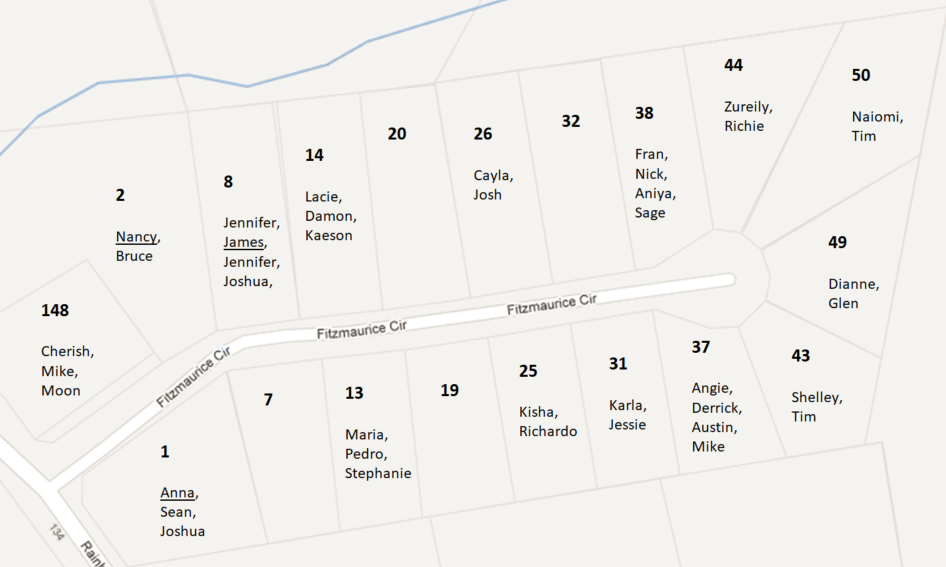 44
Zureily,
Richie
50
Naiomi,
Tim
38
Fran,
Nick,
Aniya,
Sage
32
26
Cayla,
Josh
20
14
Lacie,
Damon,
Kaeson
8
Jennifer,
James,
Jennifer,
Joshua,
2
Nancy,
Bruce
49
Dianne,
Glen
148
Cherish,
Mike,
Moon
Fitzmaurice Cir
Fitzmaurice Cir
Fitzmaurice Cir
1
Anna,
Sean,
Joshua
7
13
Maria,
Pedro,
Stephanie
19
25
Kisha,
Richardo
31
Karla,
Jessie
37
Angie,
Derrick,
Austin,
Mike
43
Shelley,
Tim
134